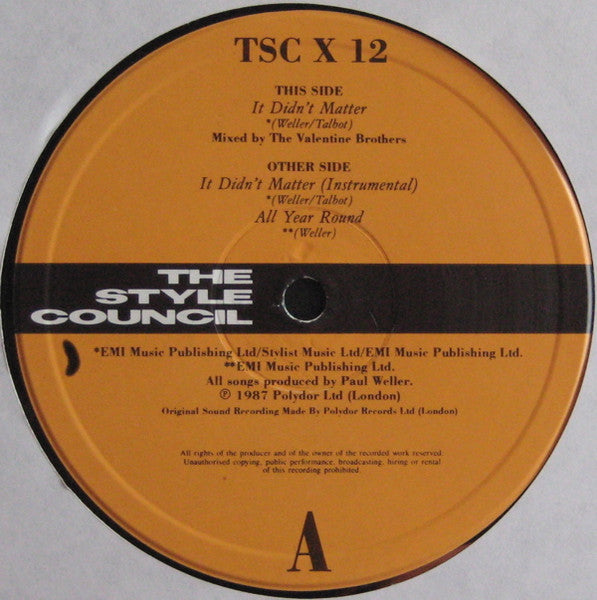 TSC X 12
THIS SIDE
It Didn't Matter
*(Weller/Talbot)
Mixed by The Valentine Brothers
OTHER SIDE
It Didn't Matter (Instrumental)
*(Weller/Talbot)
All Year Round
**(Weller)
THE
STYLE
COUNCIL
*EMI Music Publishing Ltd/Stylist Music Ltd/EMI Music Publishing Ltd.
**EMI Music Publishing Ltd.
All songs produced by Paul Weller.
℗ 1987 Polydor Ltd (London)
Original Sound Recording Made By Polydor Records Ltd (London)
All rights of the producer and of the owner of the recorded work reserved.
Unauthorised copying, public performance, broadcasting, hiring or rental
of this recording prohibited.
A